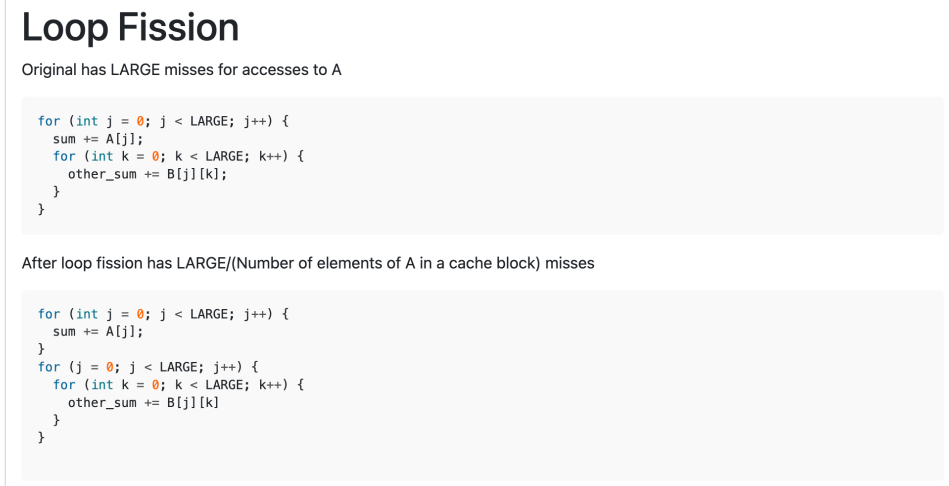 Loop Fission
Original has LARGE misses for accesses to A
for (int j = 0; j < LARGE; j++) {
  sum += A[j];
  for (int k = 0; k < LARGE; k++) {
    other_sum += B[j][k];
  }
}
After loop fission has LARGE/(Number of elements of A in a cache block) misses
for (int j = 0; j < LARGE; j++) {
  sum += A[j];
}
for (j = 0; j < LARGE; j++) {
  for (int k = 0; k < LARGE; k++) {
    other_sum += B[j][k]
  }
}